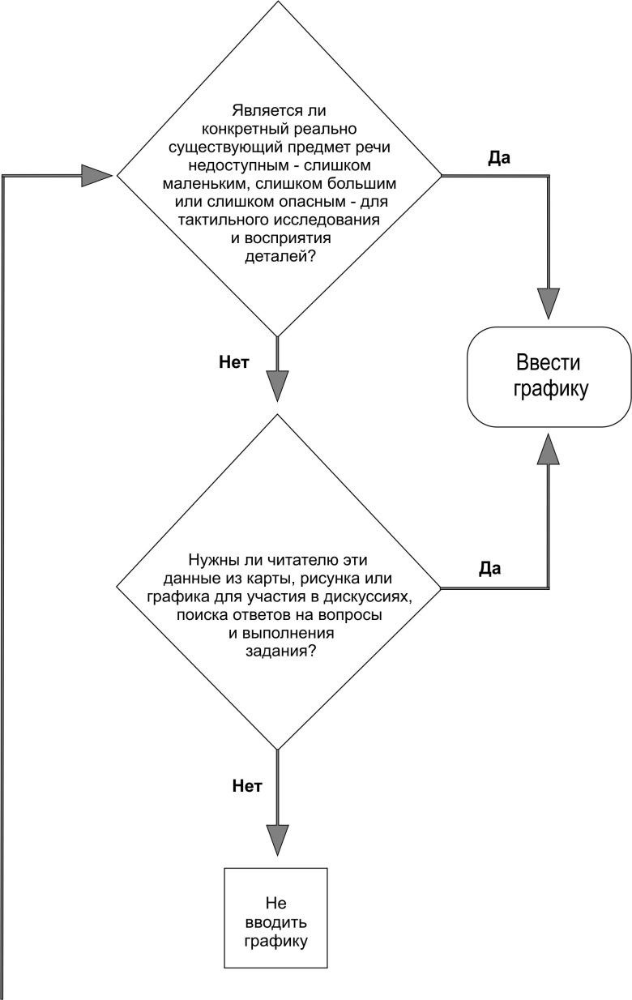 Является ли
конкретный реально
существующий предмет речи
недоступным - слишком
маленьким, слишком большим
или слишком опасным - для
тактильного исследования
и восприятия
деталей?
Да
Нет
Ввести
графику
Нужны ли читателю эти
данные из карты, рисунка или
графика для участия в дискуссиях,
поиска ответов на вопросы
и выполнения
задания?
Да
Нет
Не
вводить
графику